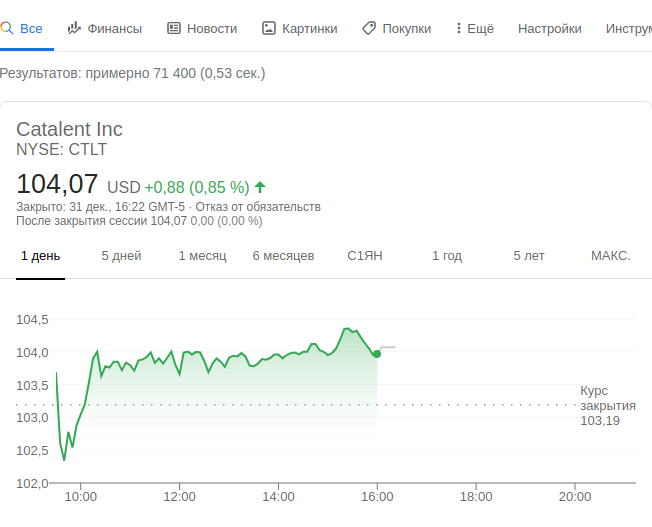 Все Финансы Новости Картинки Покупки Ещё Настройки Инструм
Результатов: примерно 71 400 (0,53 сек.)
Catalent Inc
NYSE: CTLT
104,07 USD +0,88 (0,85 %)
Закрыто: 31 дек., 16:22 GMT-5 · Отказ от обязательств
После закрытия сессии 104,07 0,00 (0,00 %)
1 день 5 дней 1 месяц 6 месяцев С1ЯН 1 год 5 лет МАКС.
104,5
104,0
103,5
103,0
102,5
102,0
Курс
закрытия
103,19
10:00 12:00 14:00 16:00 18:00 20:00